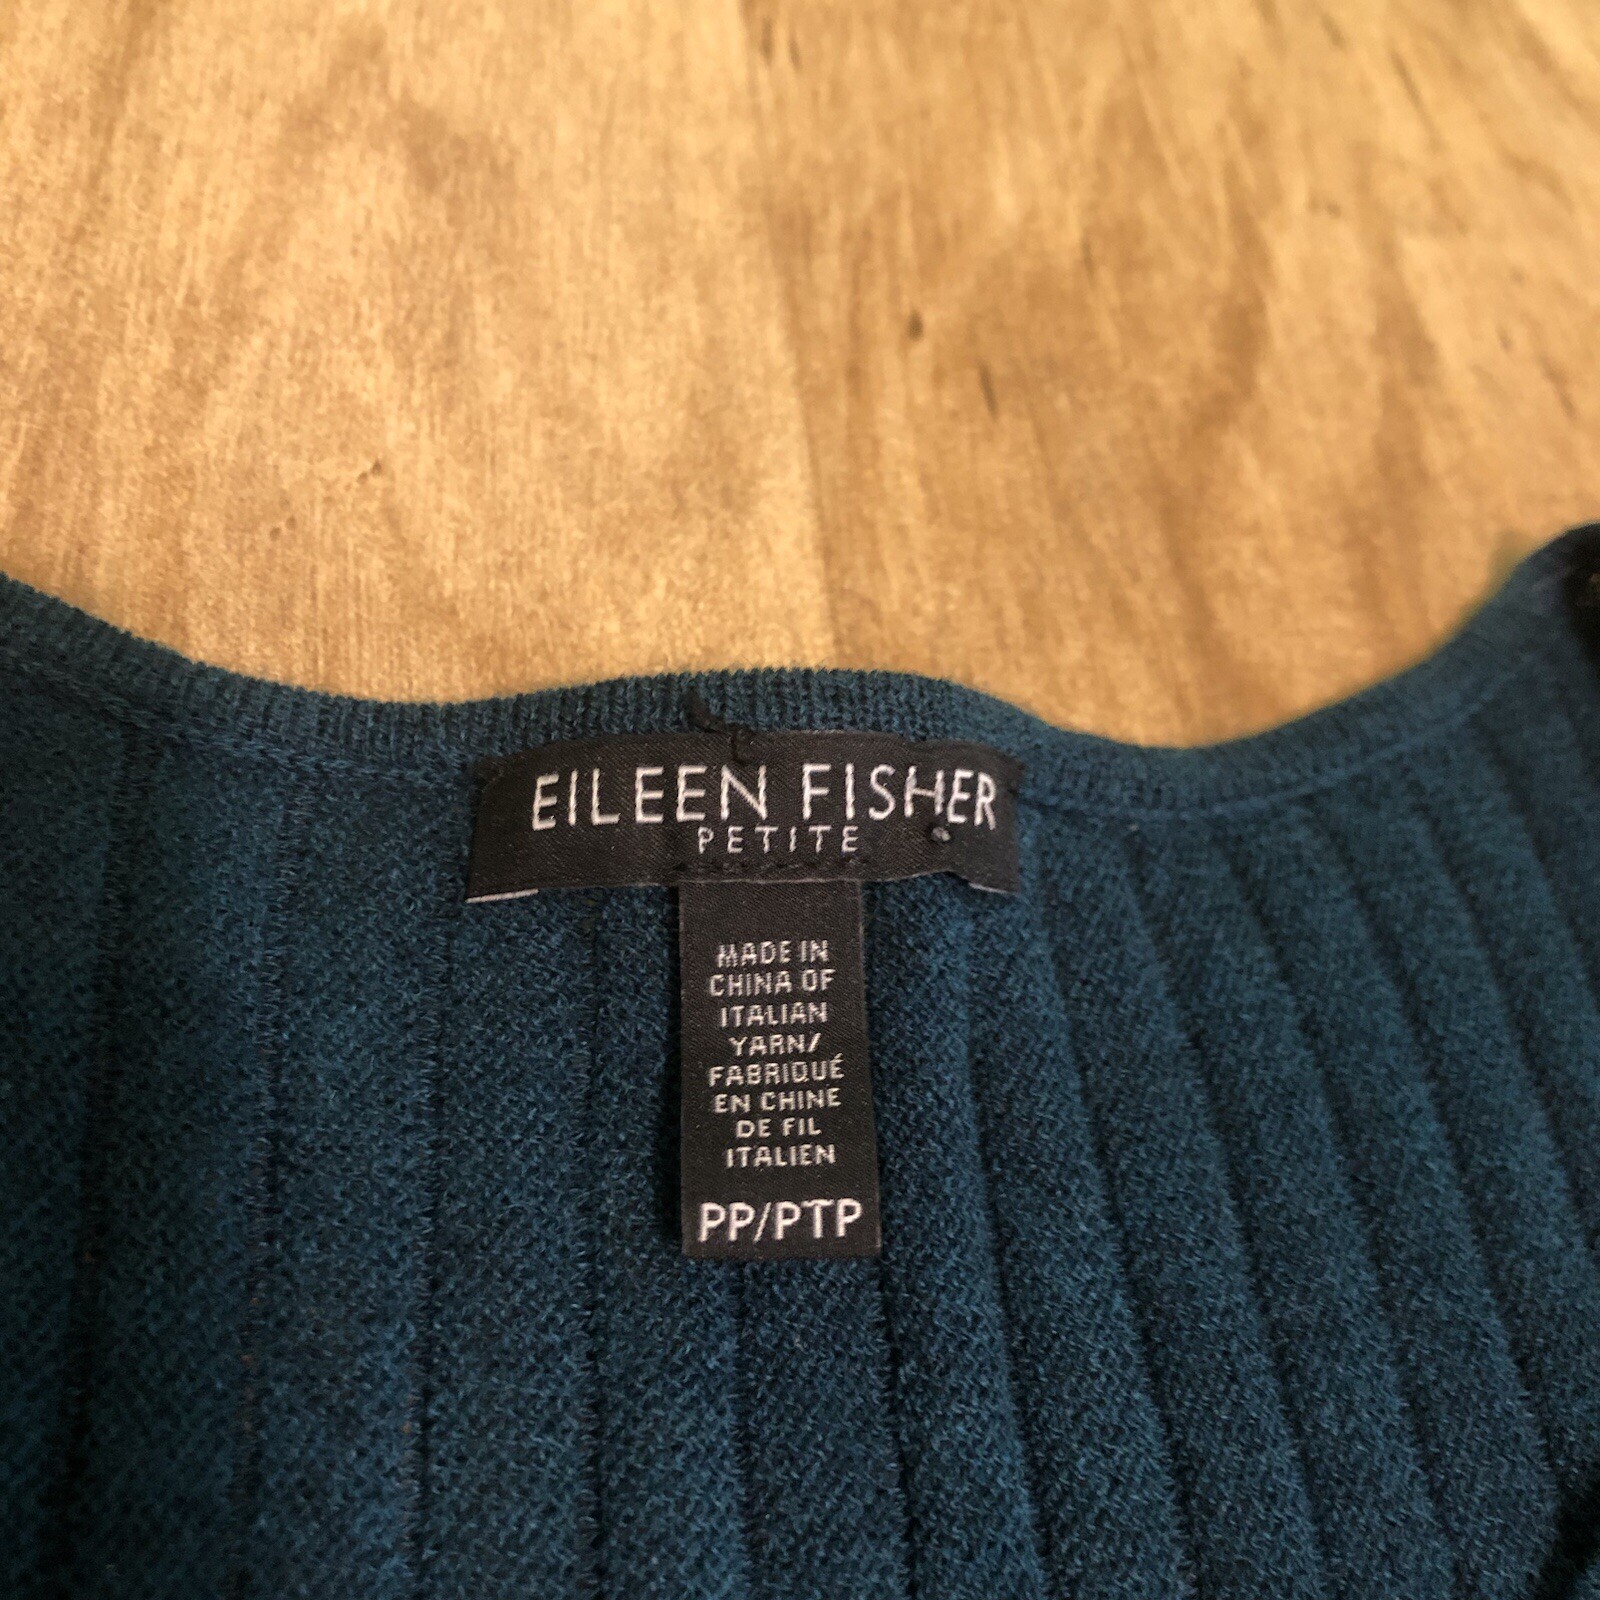 EILEEN FISHER
PETITE
MADE IN
CHINA OF
ITALIAN
YARN/
FABRIQUÉ
EN CHINE
DE FIL
ITALIEN
PP/PTP